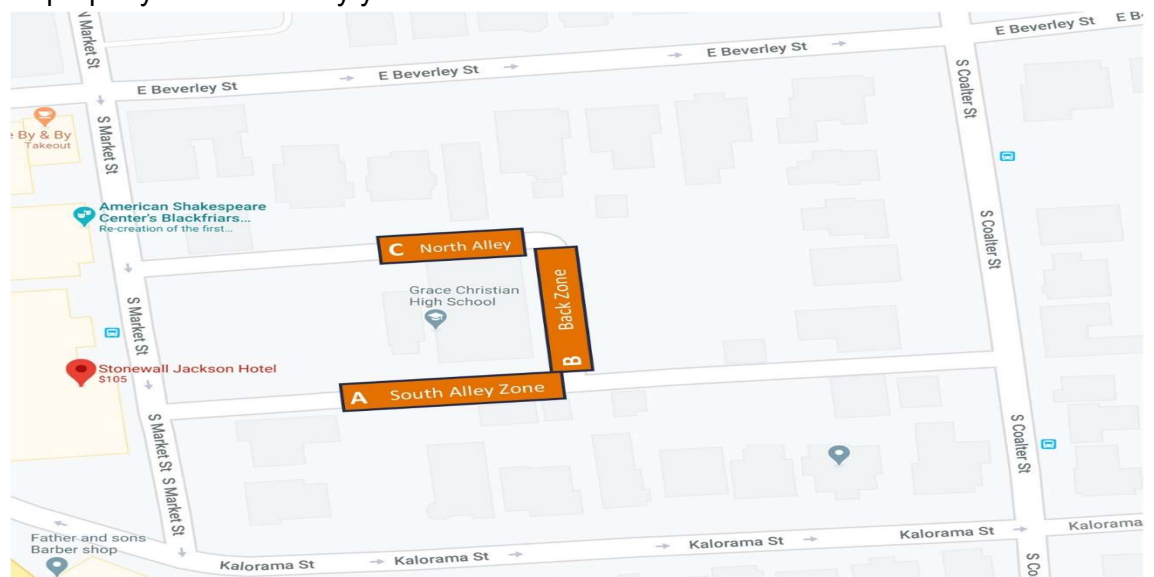 N Market St
E Beverley St
E Beverley St
E Beverley St
E Beverley St
S Coalter St
S Market St
By & By
Takeout
American Shakespeare
Center's Blackfriars...
Re-creation of the first...
C North Alley
S Coalter St
Back Zone
B
Grace Christian
High School
S Market St
Stonewall Jackson Hotel
$105
A South Alley Zone
S Market St
S Market St
S Coalter St
Father and sons
Barber shop
Kalorama St
Kalorama St
Kalorama St
Kalorama St
Kalorama